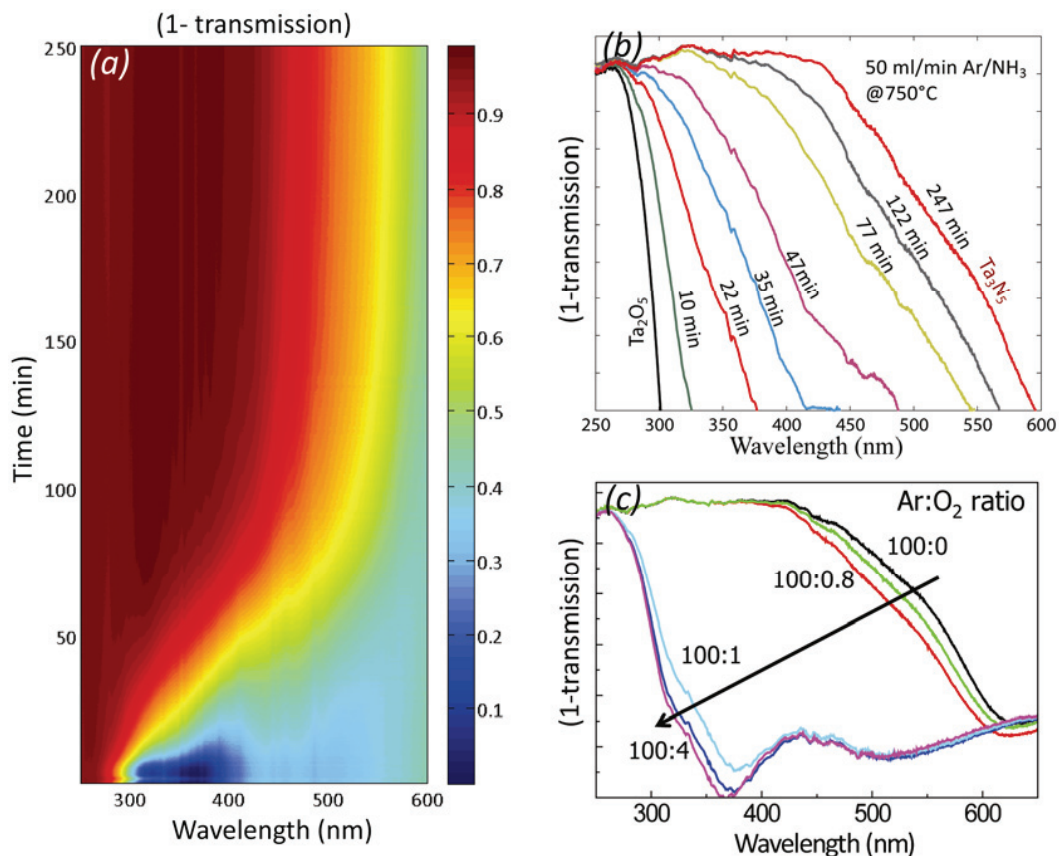 (1- transmission)
(a)
250
200
150
100
50
Time (min)
300
400
500
600
Wavelength (nm)
0.9
0.8
0.7
0.6
0.5
0.4
0.3
0.2
0.1
(b)
50 ml/min Ar/NH₃
@750°C
(1-transmission)
Ta₂O₅
10 min
22 min
35 min
47min
77 min
122 min
247 min
Ta₃N₅
250
300
350
400
450
500
550
600
Wavelength (nm)
(c)
Ar:O₂ ratio
100:0
100:0.8
100:1
100:4
(1-transmission)
300
400
500
600
Wavelength (nm)